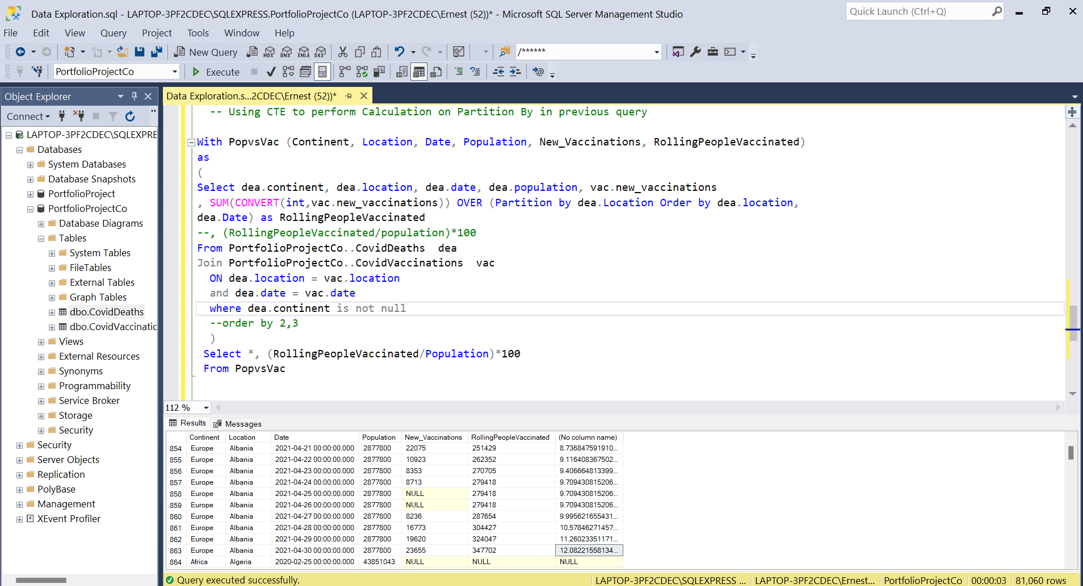 Data Exploration.sql - LAPTOP-3PF2CDEC\SQLEXPRESS.PortfolioProjectCo (LAPTOP-3PF2CDEC\Ernest (52))* - Microsoft SQL Server Management Studio
Quick Launch (Ctrl+Q)
File Edit View Query Project Tools Window Help
New Query
/******
PortfolioProjectCo
Execute
Object Explorer
Data Exploration.s...2CDEC\Ernest (52))*
Connect
LAPTOP-3PF2CDEC\SQLEXPRE
Databases
System Databases
Database Snapshots
PortfolioProject
PortfolioProjectCo
Database Diagrams
Tables
System Tables
FileTables
External Tables
Graph Tables
dbo.CovidDeaths
dbo.CovidVaccinatic
Views
External Resources
Synonyms
Programmability
Service Broker
Storage
Security
Security
Server Objects
Replication
PolyBase
Management
XEvent Profiler
-- Using CTE to perform Calculation on Partition By in previous query
With PopvsVac (Continent, Location, Date, Population, New_Vaccinations, RollingPeopleVaccinated)
as
(
Select dea.continent, dea.location, dea.date, dea.population, vac.new_vaccinations
, SUM(CONVERT(int,vac.new_vaccinations)) OVER (Partition by dea.Location Order by dea.location,
dea.Date) as RollingPeopleVaccinated
--, (RollingPeopleVaccinated/population)*100
From PortfolioProjectCo..CovidDeaths dea
Join PortfolioProjectCo..CovidVaccinations vac
ON dea.location = vac.location
and dea.date = vac.date
where dea.continent is not null
--order by 2,3
)
Select *, (RollingPeopleVaccinated/Population)*100
From PopvsVac
112 %
Results Messages
Continent Location Date Population New_Vaccinations RollingPeopleVaccinated (No column name)
854 Europe Albania 2021-04-21 00:00:00.000 2877800 22075 251429 8.736847591910...
855 Europe Albania 2021-04-22 00:00:00.000 2877800 10923 262352 9.116408367502...
856 Europe Albania 2021-04-23 00:00:00.000 2877800 8353 270705 9.406664813399...
857 Europe Albania 2021-04-24 00:00:00.000 2877800 8713 279418 9.709430815206...
858 Europe Albania 2021-04-25 00:00:00.000 2877800 NULL 279418 9.709430815206...
859 Europe Albania 2021-04-26 00:00:00.000 2877800 NULL 279418 9.709430815206...
860 Europe Albania 2021-04-27 00:00:00.000 2877800 8236 287654 9.995621655431...
861 Europe Albania 2021-04-28 00:00:00.000 2877800 16773 304427 10.57846271457...
862 Europe Albania 2021-04-29 00:00:00.000 2877800 19620 324047 11.26023351171...
863 Europe Albania 2021-04-30 00:00:00.000 2877800 23655 347702 12.08221558134...
864 Africa Algeria 2020-02-25 00:00:00.000 43851043 NULL NULL NULL
Query executed successfully.
LAPTOP-3PF2CDEC\SQLEXPRESS ... LAPTOP-3PF2CDEC\Ernest... PortfolioProjectCo 00:00:03 81,060 rows